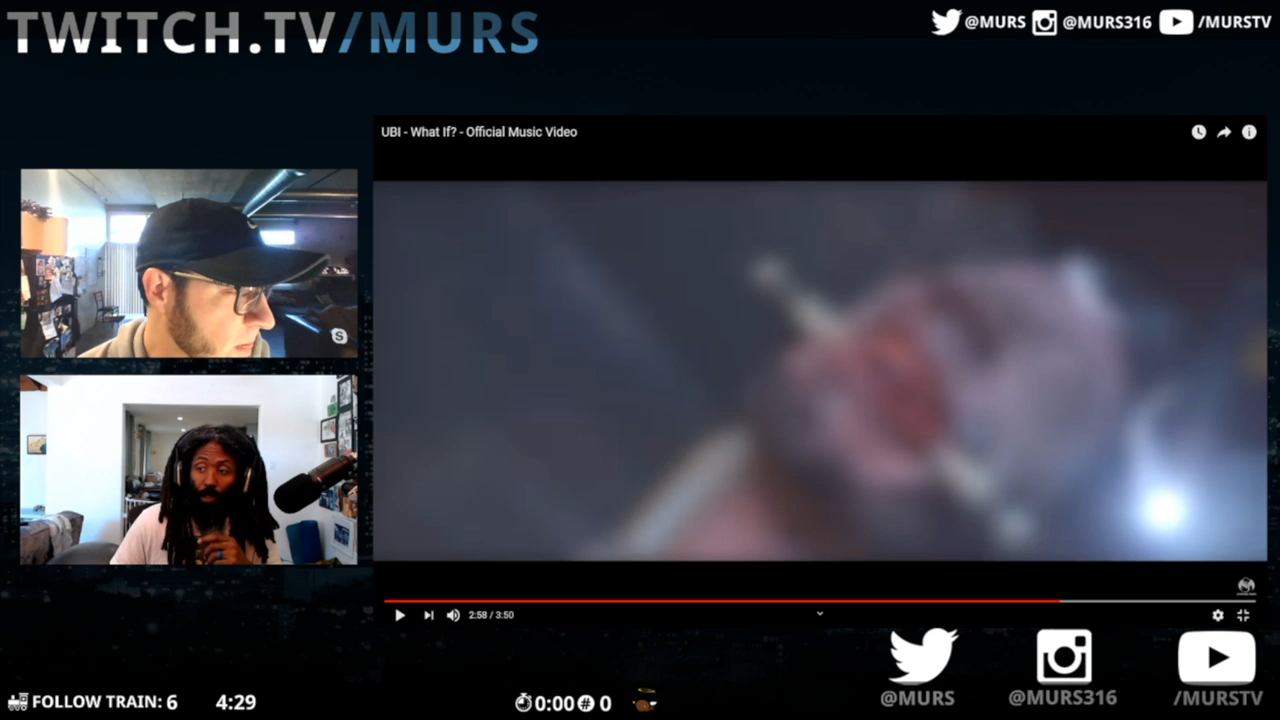 TWITCH.TV/MURS
@MURS @MURS316 /MURSTV
UBI - What If? - Official Music Video
2:58 / 3:50
@MURS @MURS316 /MURSTV
FOLLOW TRAIN: 6 4:29 0:00 # 0